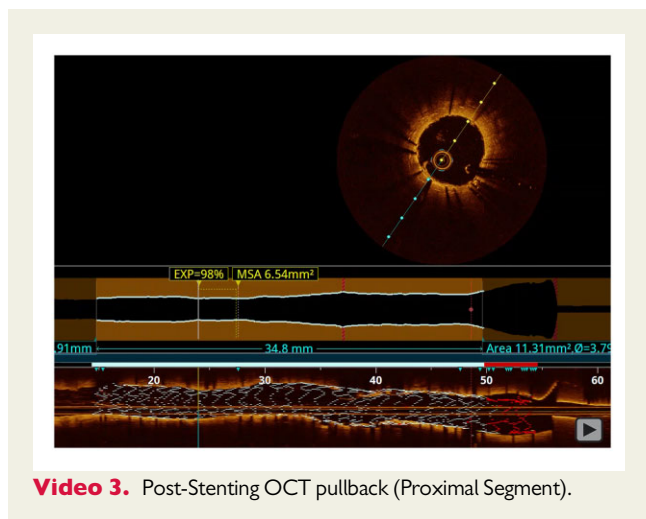 EXP=98% MSA 6.54mm²
.91mm 34.8 mm Area 11.31mm²,Ø=3.79
20 30 40 50 60
Video 3. Post-Stenting OCT pullback (Proximal Segment).